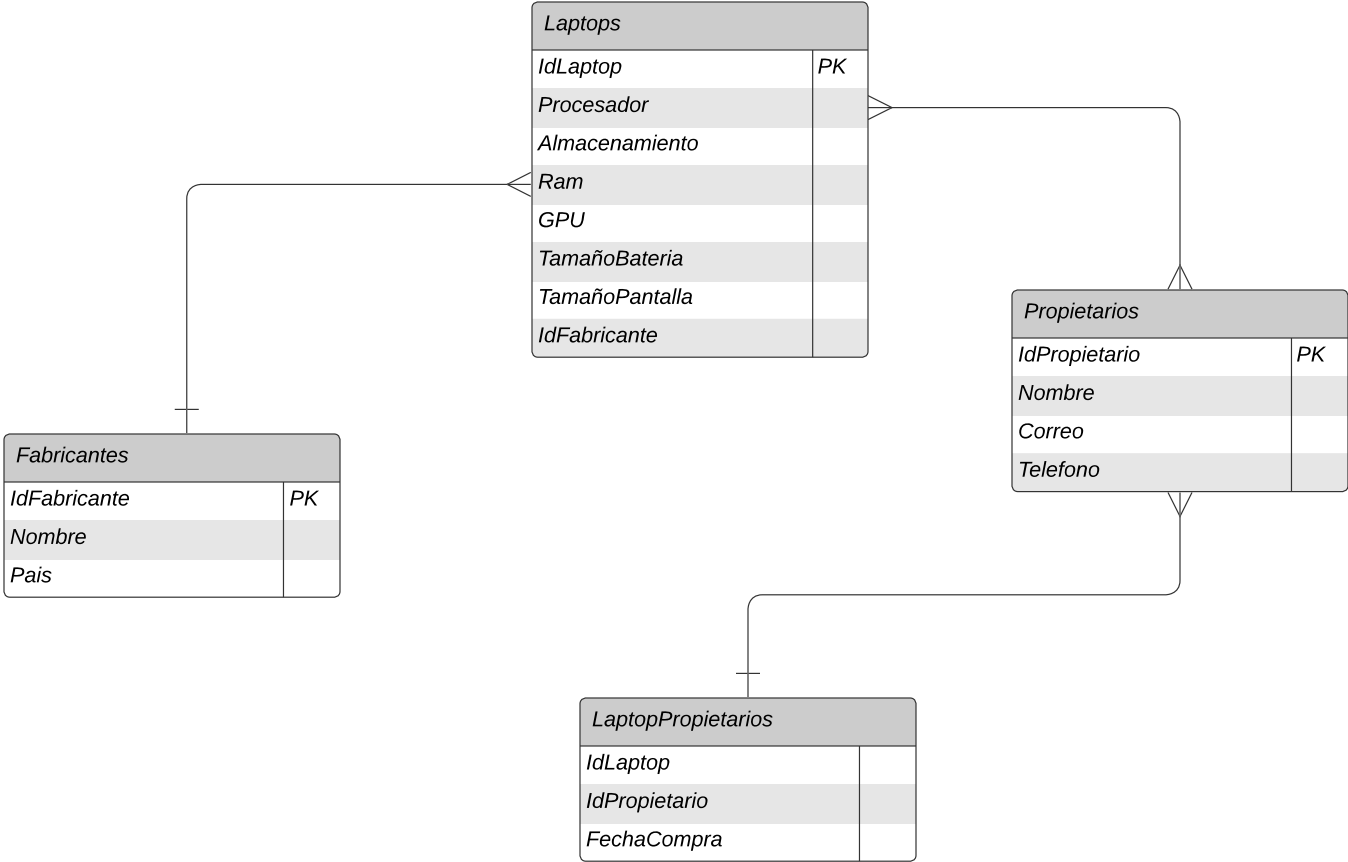 Laptops
IdLaptop PK
Procesador
Almacenamiento
Ram
GPU
TamañoBateria
TamañoPantalla
IdFabricante
Propietarios
IdPropietario PK
Nombre
Correo
Telefono
Fabricantes
IdFabricante PK
Nombre
Pais
LaptopPropietarios
IdLaptop
IdPropietario
FechaCompra